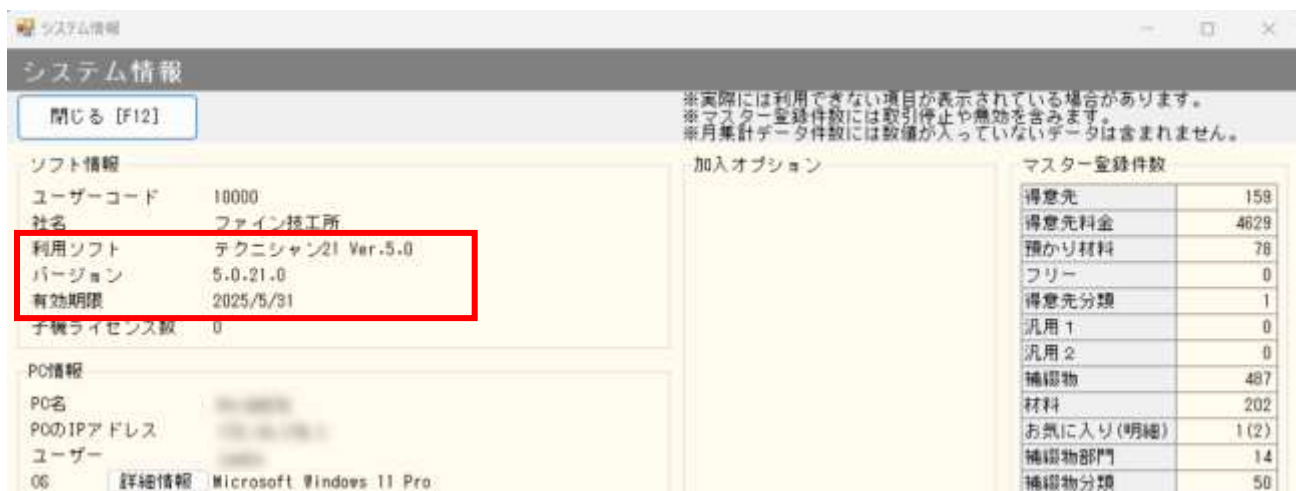 システム情報
システム情報
閉じる [F12]
※実際には利用できない項目が表示されている場合があります。
※マスター登録件数には取引停止や無効を含みます。
※月集計データ件数には数値が入っていないデータは含まれません。
ソフト情報
ユーザーコード 10000
社名 ファイン技工所
利用ソフト テクニシャン21 Ver.5.0
バージョン 5.0.21.0
有効期限 2025/5/31
子機ライセンス数 0
PC情報
PC名
PCのIPアドレス
ユーザー
OS 詳細情報 Microsoft Windows 11 Pro
加入オプション
マスター登録件数
得意先 159
得意先料金 4629
預かり材料 78
フリー 0
得意先分類 1
汎用1 0
汎用2 0
補綴物 487
材料 202
お気に入り(明細) 1(2)
補綴物部門 14
補綴物分類 50